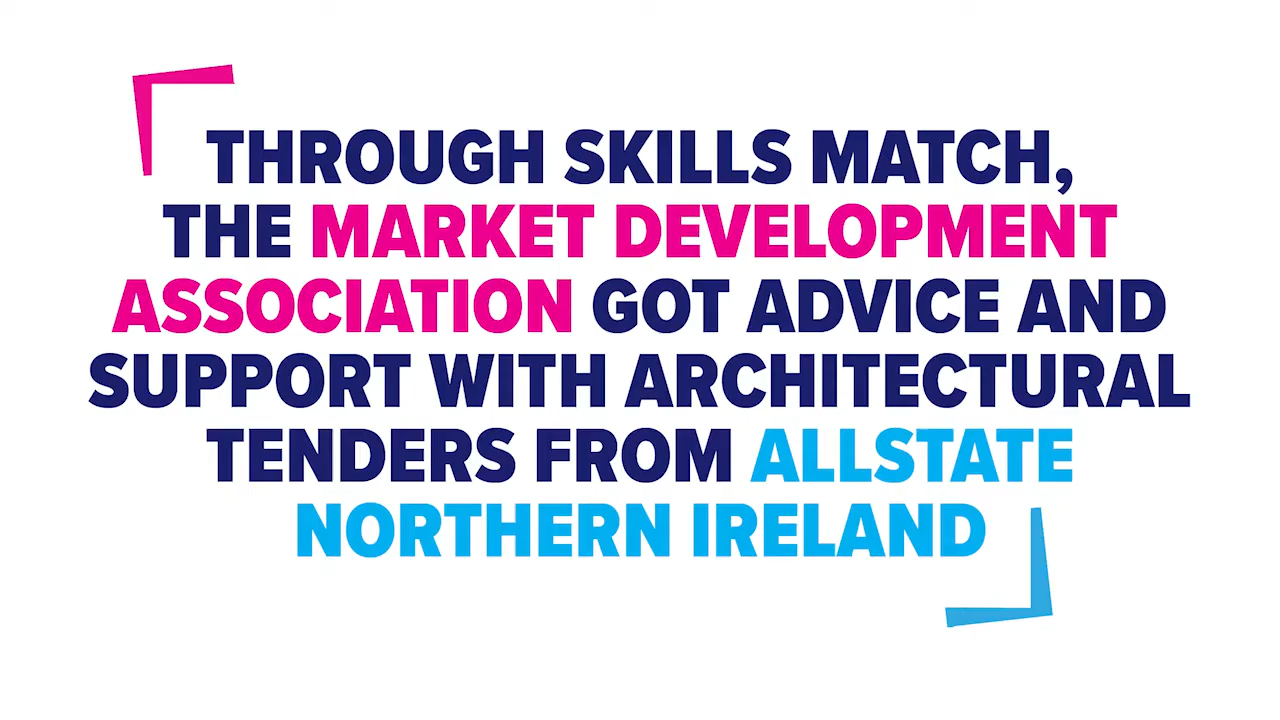 THROUGH SKILLS MATCH,
THE MARKET DEVELOPMENT
ASSOCIATION GOT ADVICE AND
SUPPORT WITH ARCHITECTURAL
TENDERS FROM ALLSTATE
NORTHERN IRELAND